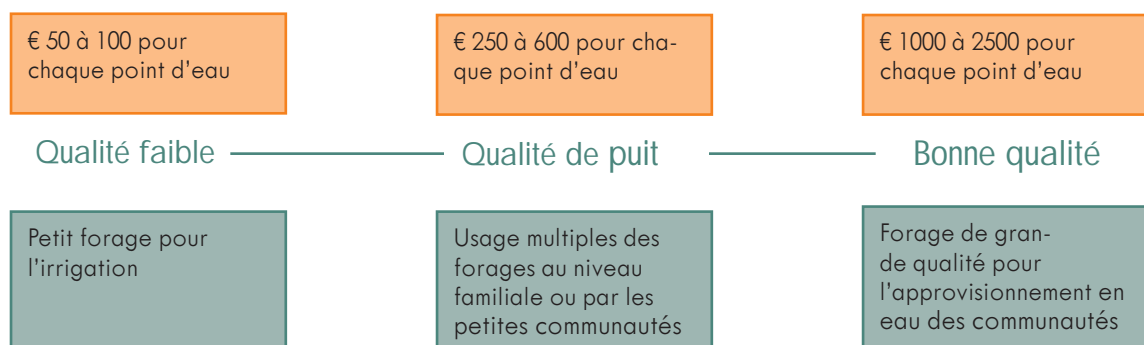 € 50 à 100 pour
chaque point d'eau
€ 250 à 600 pour cha-
que point d'eau
€ 1000 à 2500 pour
chaque point d'eau
Qualité faible
Qualité de puit
Bonne qualité
Petit forage pour
l'irrigation
Usage multiples des
forages au niveau
familiale ou par les
petites communautés
Forage de gran-
de qualité pour
l'approvisionnement en
eau des communautés